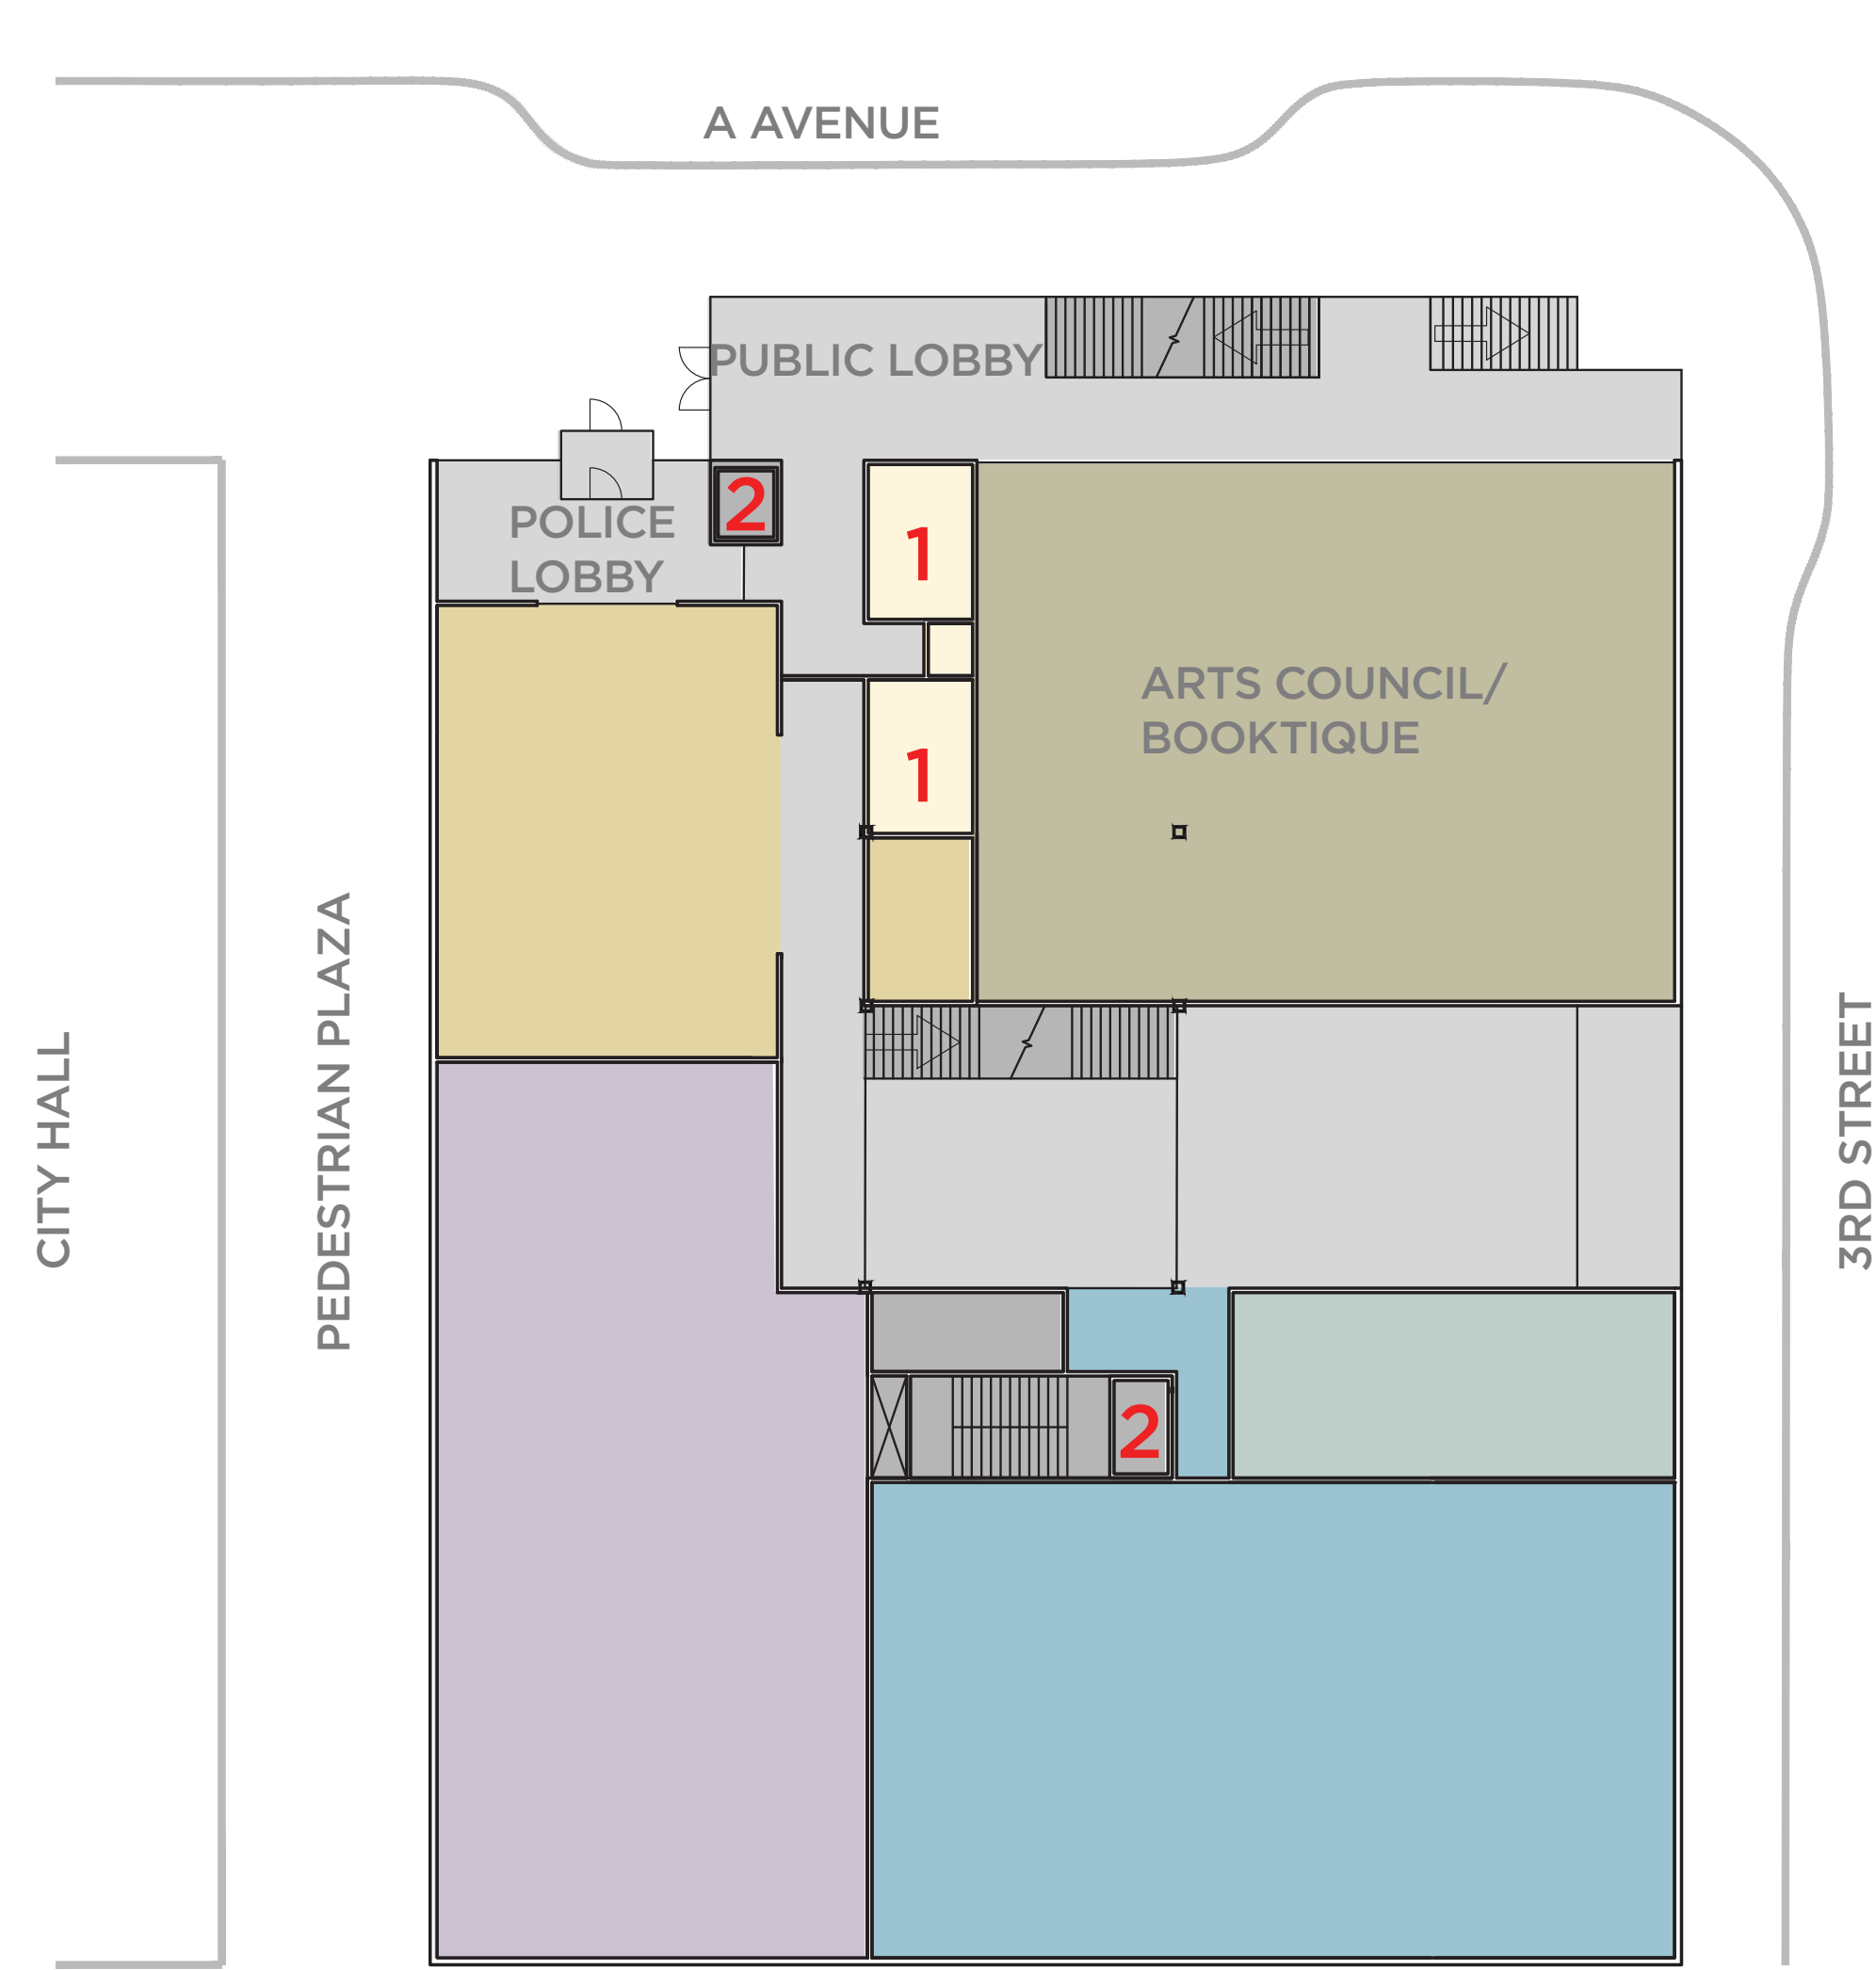 A AVENUE
PUBLIC LOBBY
2
POLICE
LOBBY
1
ARTS COUNCIL/
BOOKTIQUE
1
CITY HALL
PEDESTRIAN PLAZA
3RD STREET
2